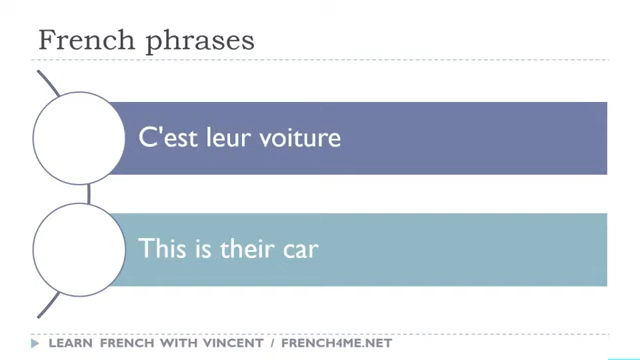 French phrases
C'est leur voiture
This is their car
LEARN FRENCH WITH VINCENT / FRENCH4ME.NET